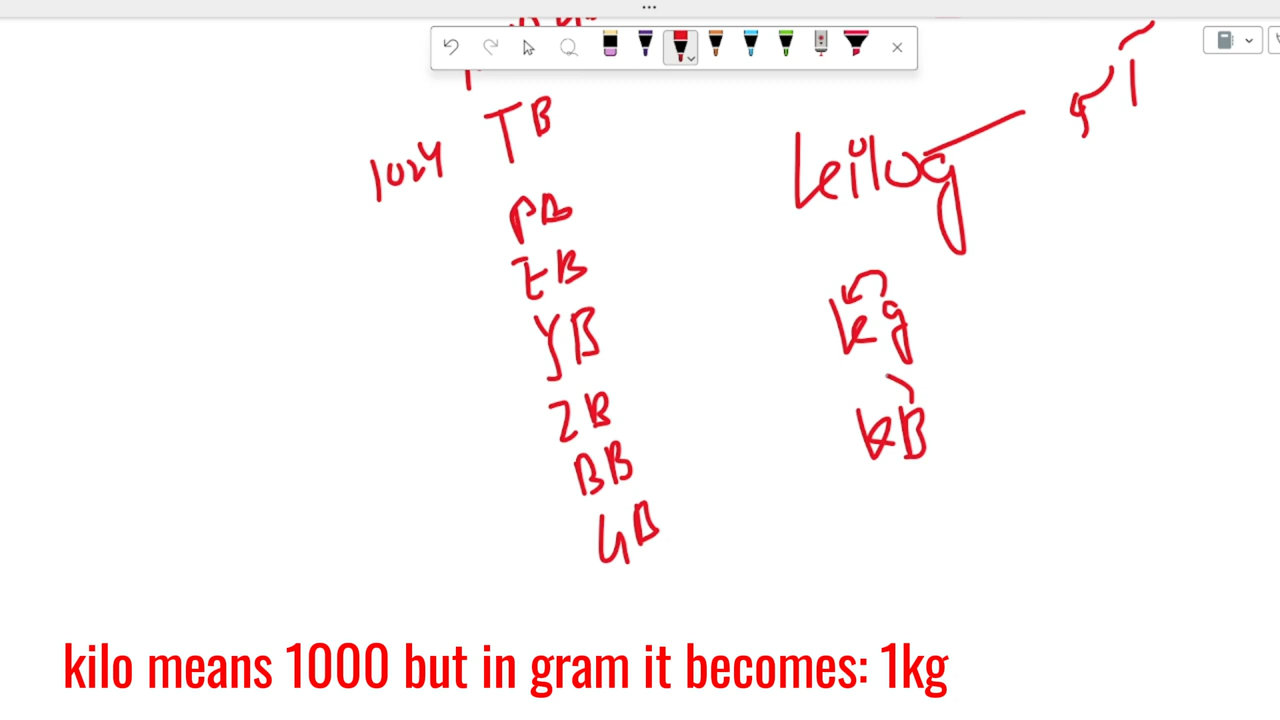 TB
1024
PB
EB
YB
ZB
BB
GB
keilog
kg
kB
kilo means 1000 but in gram it becomes: 1kg